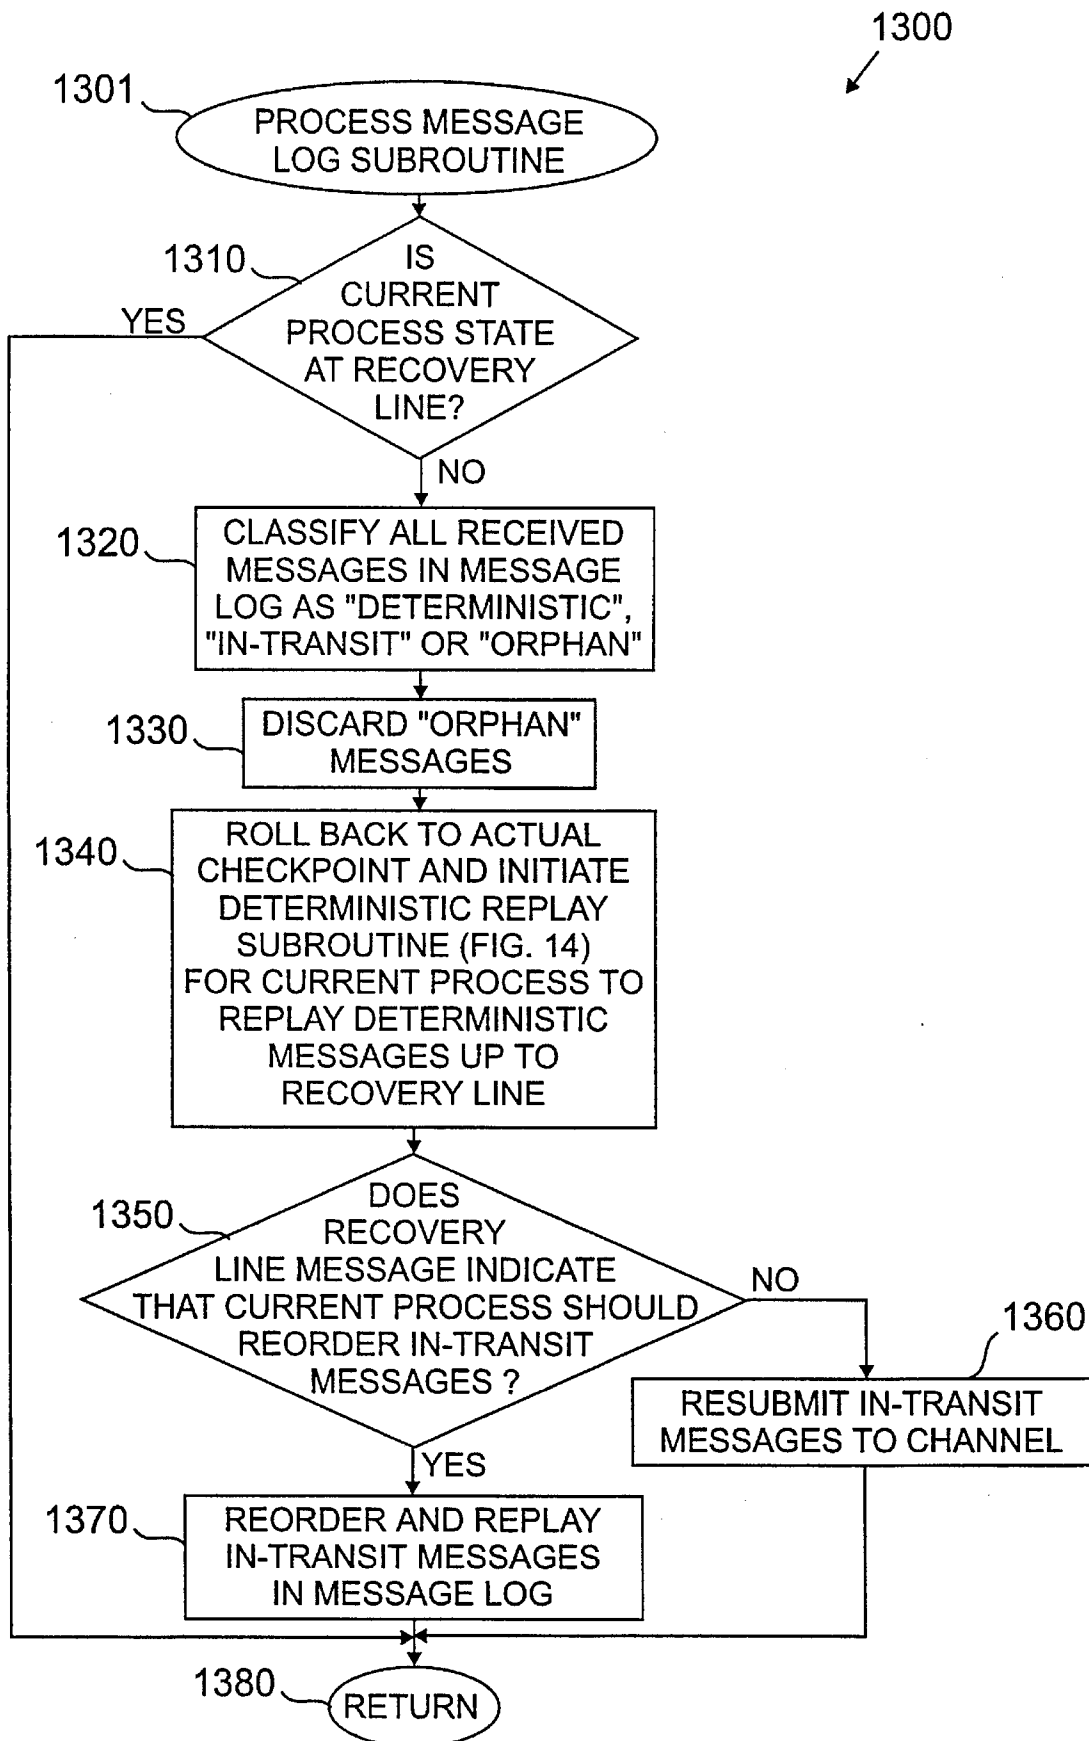 1300
1301
PROCESS MESSAGE
LOG SUBROUTINE
1310
IS
CURRENT
PROCESS STATE
AT RECOVERY
LINE?
YES
NO
1320
CLASSIFY ALL RECEIVED
MESSAGES IN MESSAGE
LOG AS "DETERMINISTIC",
"IN-TRANSIT" OR "ORPHAN"
1330
DISCARD "ORPHAN"
MESSAGES
1340
ROLL BACK TO ACTUAL
CHECKPOINT AND INITIATE
DETERMINISTIC REPLAY
SUBROUTINE (FIG. 14)
FOR CURRENT PROCESS TO
REPLAY DETERMINISTIC
MESSAGES UP TO
RECOVERY LINE
1350
DOES
RECOVERY
LINE MESSAGE INDICATE
THAT CURRENT PROCESS SHOULD
REORDER IN-TRANSIT
MESSAGES ?
NO
1360
RESUBMIT IN-TRANSIT
MESSAGES TO CHANNEL
YES
1370
REORDER AND REPLAY
IN-TRANSIT MESSAGES
IN MESSAGE LOG
1380
RETURN